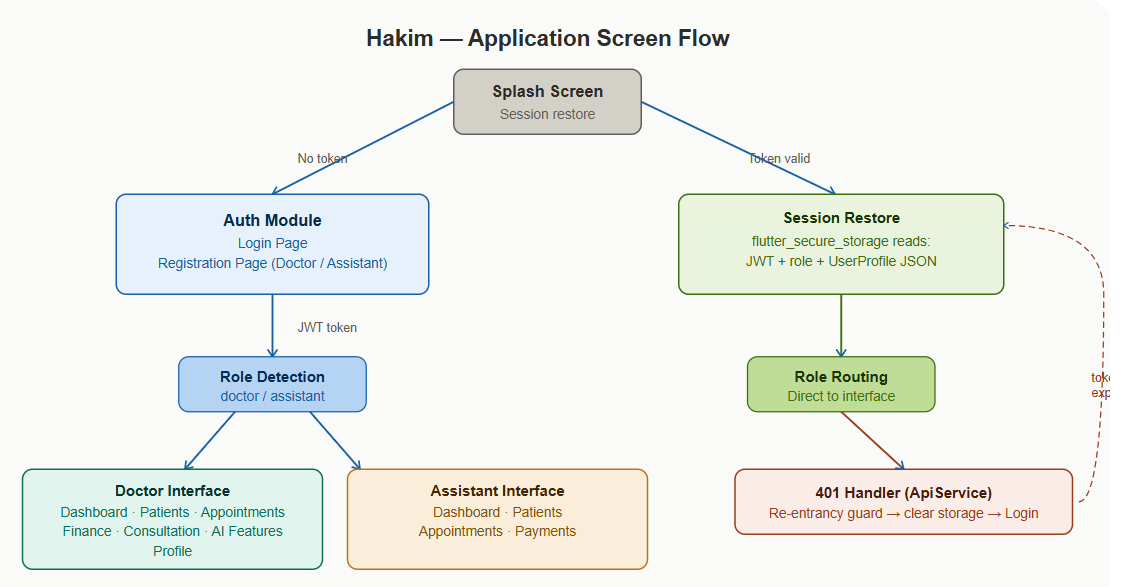 Hakim — Application Screen Flow
Splash Screen
Session restore
No token
Token valid
Auth Module
Login Page
Registration Page (Doctor / Assistant)
Session Restore
flutter_secure_storage reads:
JWT + role + UserProfile JSON
JWT token
Role Detection
doctor / assistant
Role Routing
Direct to interface
Doctor Interface
Dashboard · Patients · Appointments
Finance · Consultation · AI Features
Profile
Assistant Interface
Dashboard · Patients
Appointments · Payments
401 Handler (ApiService)
Re-entrancy guard → clear storage → Login